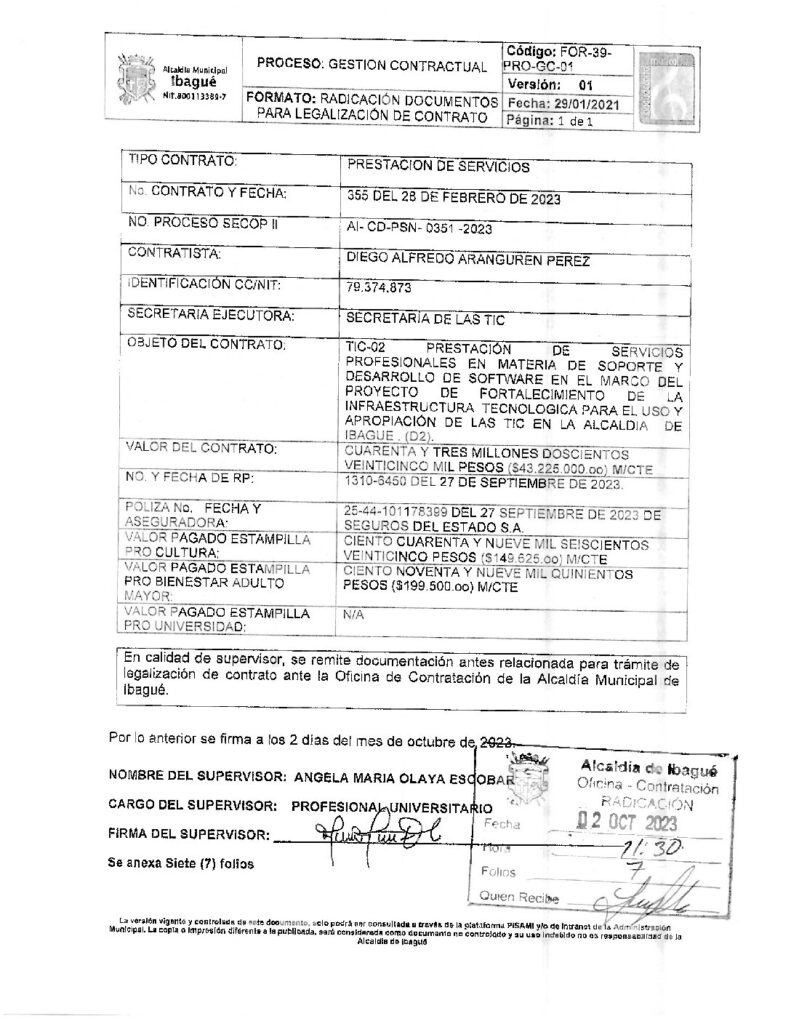 Alcaldía Municipal
Ibagué
Nit.800113389-7
PROCESO: GESTION CONTRACTUAL
FORMATO: RADICACIÓN DOCUMENTOS
PARA LEGALIZACIÓN DE CONTRATO
Código: FOR-39-
PRO-GC-01
Versión: 01
Fecha: 29/01/2021
Página: 1 de 1
TIPO CONTRATO: PRESTACION DE SERVICIOS
No. CONTRATO Y FECHA: 355 DEL 28 DE FEBRERO DE 2023
NO. PROCESO SECOP II AI- CD-PSN- 0351 -2023
CONTRATISTA: DIEGO ALFREDO ARANGUREN PEREZ
IDENTIFICACIÓN CC/NIT: 79.374.873
SECRETARIA EJECUTORA: SECRETARIA DE LAS TIC
OBJETO DEL CONTRATO: TIC-02 PRESTACIÓN DE SERVICIOS
PROFESIONALES EN MATERIA DE SOPORTE Y
DESARROLLO DE SOFTWARE EN EL MARCO DEL
PROYECTO DE FORTALECIMIENTO DE LA
INFRAESTRUCTURA TECNOLOGICA PARA EL USO Y
APROPIACIÓN DE LAS TIC EN LA ALCALDIA DE
IBAGUE . (D2).
VALOR DEL CONTRATO: CUARENTA Y TRES MILLONES DOSCIENTOS
VEINTICINCO MIL PESOS ($43.225.000.oo) M/CTE
NO. Y FECHA DE RP: 1310-6450 DEL 27 DE SEPTIEMBRE DE 2023.
POLIZA No. FECHA Y
ASEGURADORA:
25-44-101178399 DEL 27 SEPTIEMBRE DE 2023 DE
SEGUROS DEL ESTADO S.A.
VALOR PAGADO ESTAMPILLA
PRO CULTURA:
CIENTO CUARENTA Y NUEVE MIL SEISCIENTOS
VEINTICINCO PESOS ($149.625.oo) M/CTE
VALOR PAGADO ESTAMPILLA
PRO BIENESTAR ADULTO
MAYOR:
CIENTO NOVENTA Y NUEVE MIL QUINIENTOS
PESOS ($199.500.oo) M/CTE
VALOR PAGADO ESTAMPILLA
PRO UNIVERSIDAD:
N/A
En calidad de supervisor, se remite documentación antes relacionada para trámite de
legalización de contrato ante la Oficina de Contratación de la Alcaldía Municipal de
Ibagué.
Por lo anterior se firma a los 2 días del mes de octubre de 2023.
NOMBRE DEL SUPERVISOR: ANGELA MARIA OLAYA ESCOBAR
CARGO DEL SUPERVISOR: PROFESIONAL UNIVERSITARIO
FIRMA DEL SUPERVISOR:
Se anexa Siete (7) folios
Alcaldía de Ibagué
Oficina - Contratación
RADICACIÓN
Fecha 02 OCT 2023
Hora 11:30
Folios 7
Quien Recibe
La versión vigente y controlada de este documento, solo podrá ser consultada a través de la plataforma PISAMI y/o de Intranet de la Administración
Municipal. La copia o impresión diferente a la publicada, será considerada como documento no controlado y su uso indebido no es responsabilidad de la
Alcaldía de Ibagué